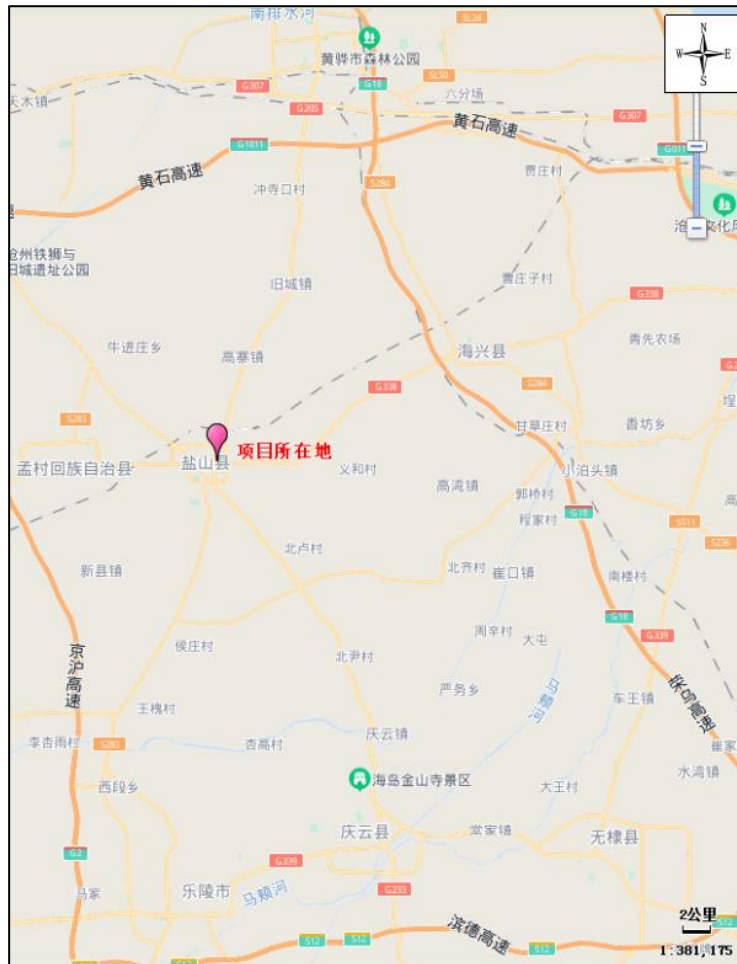 南排水河
SL24
黄骅市森林公园
N
W E
S
G307
G18
SL50
六分场
天木镇
G205
G307
黄石高速
G1811
G011
黄石高速
冲寺口村
S284
贾庄村
沧州铁狮与
旧城遗址公园
旧城镇
曹庄子村
G338
牛进庄乡
高寨镇
海兴县
青先农场
G338
S284
S283
甘草庄村
香坊乡
项目所在地
孟村回族自治县
盐山县
义和村
小泊头镇
高湾镇
郭桥村
G18
程家村
S511
S236
北卢村
新县镇
北齐村
崔口镇
南楼村
G18
侯庄村
周辛村
大屯
G339
京沪高速
北尹村
严务乡
马颊河
荣乌高速
王槐村
车王镇
李杏雨村
S283
杏高村
庆云镇
水湾镇
西段乡
海岛金山寺景区
大王村
庆云县
常家镇
无棣县
G2
G339
马家
乐陵市
马颊河
G233
2公里
滨德高速
S12
S12
S12
S12
S12
1:381,175